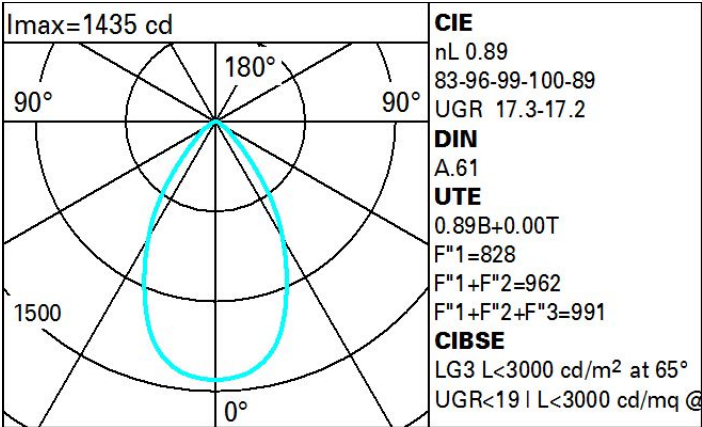 Imax=1435 cd
180°
90°
90°
1500
0°
CIE
nL 0.89
83-96-99-100-89
UGR 17.3-17.2
DIN
A.61
UTE
0.89B+0.00T
F"1=828
F"1+F"2=962
F"1+F"2+F"3=991
CIBSE
LG3 L<3000 cd/m² at 65°
UGR<19 | L<3000 cd/mq @